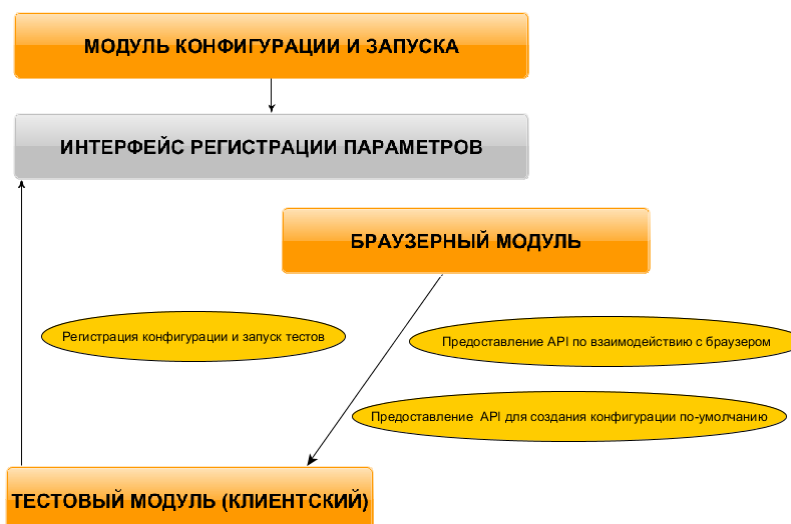 МОДУЛЬ КОНФИГУРАЦИИ И ЗАПУСКА
ИНТЕРФЕЙС РЕГИСТРАЦИИ ПАРАМЕТРОВ
БРАУЗЕРНЫЙ МОДУЛЬ
Регистрация конфигурации и запуск тестов
Предоставление API по взаимодействию с браузером
Предоставление API для создания конфигурации по-умолчанию
ТЕСТОВЫЙ МОДУЛЬ (КЛИЕНТСКИЙ)